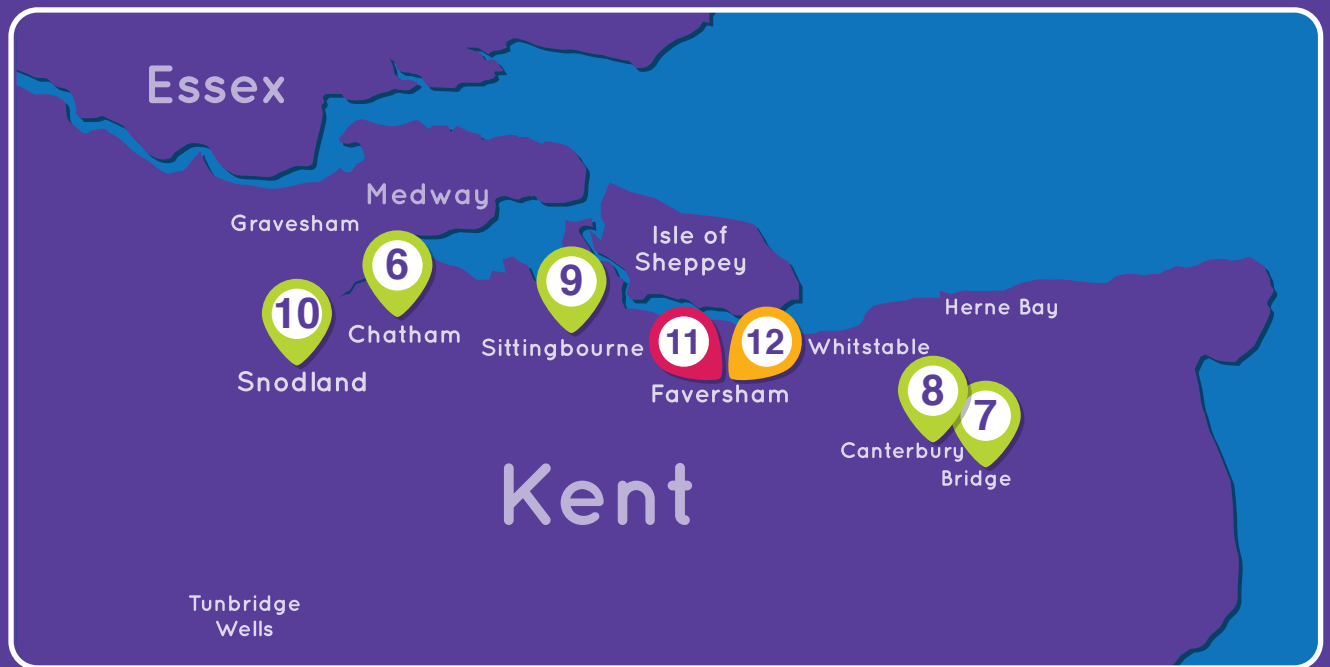 Essex
Medway
Gravesham
Isle of
Sheppey
6
9
10
Herne Bay
Chatham
Sittingbourne
11
12
Whitstable
Snodland
Faversham
8
7
Canterbury
Bridge
Kent
Tunbridge
Wells